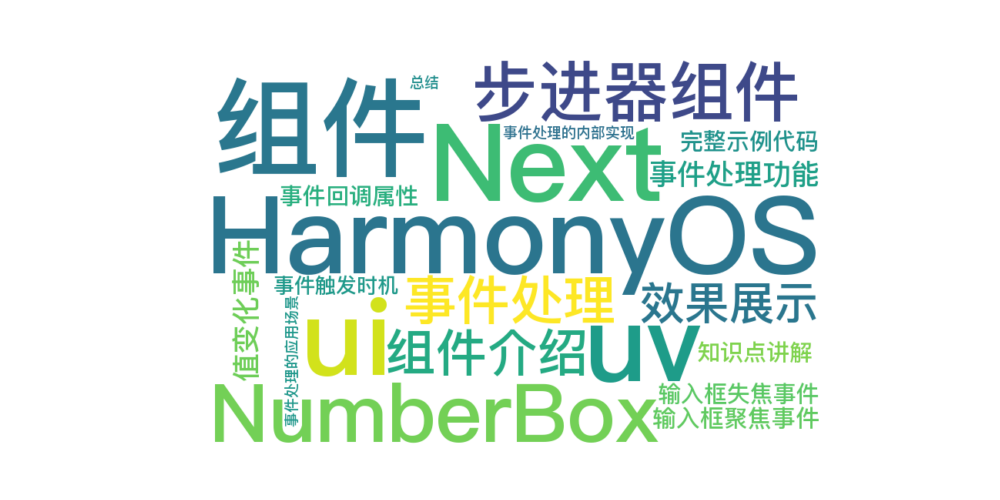 总结
步进器组件
组件
Next
事件处理的内部实现
完整示例代码
事件处理功能
事件回调属性
HarmonyOS
值变化事件
事件触发时机
事件处理
效果展示
事件处理的应用场景
ui
组件介绍
uv
知识点讲解
NumberBox
输入框失焦事件
输入框聚焦事件